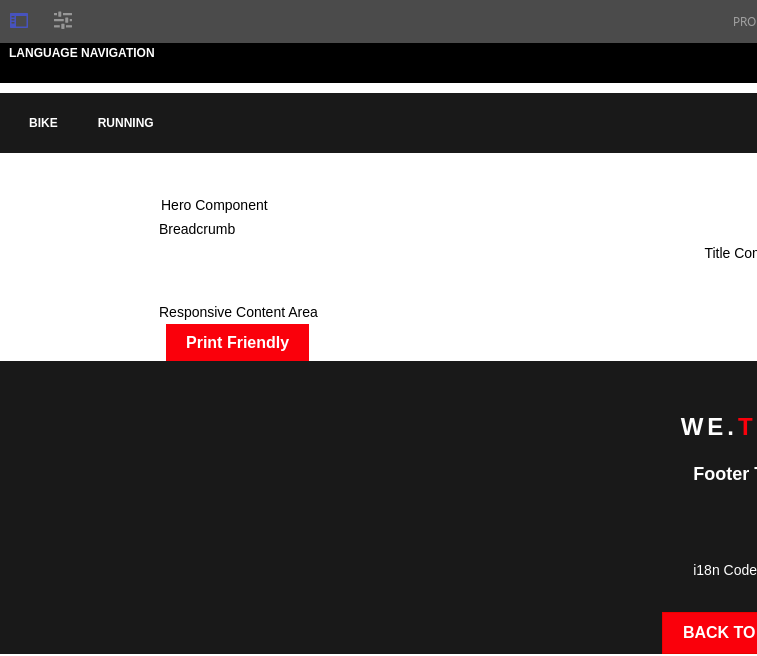 PRO
LANGUAGE NAVIGATION
BIKE RUNNING
Hero Component
Breadcrumb
Title Cor
Responsive Content Area
Print Friendly
WE.T
Footer T
i18n Code
BACK TO